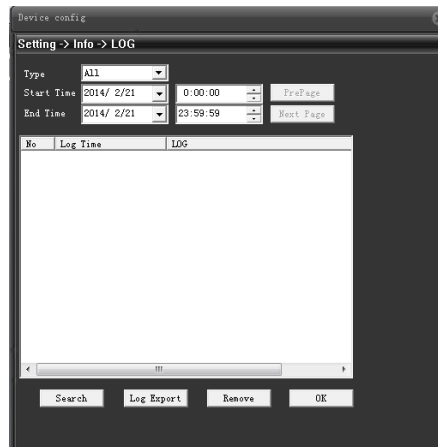 Device config
Setting -> Info -> LOG
Type All
Start Time 2014/ 2/21 0:00:00 PrePage
End Time 2014/ 2/21 23:59:59 Next Page
No Log Time LOG
Search Log Export Remove OK